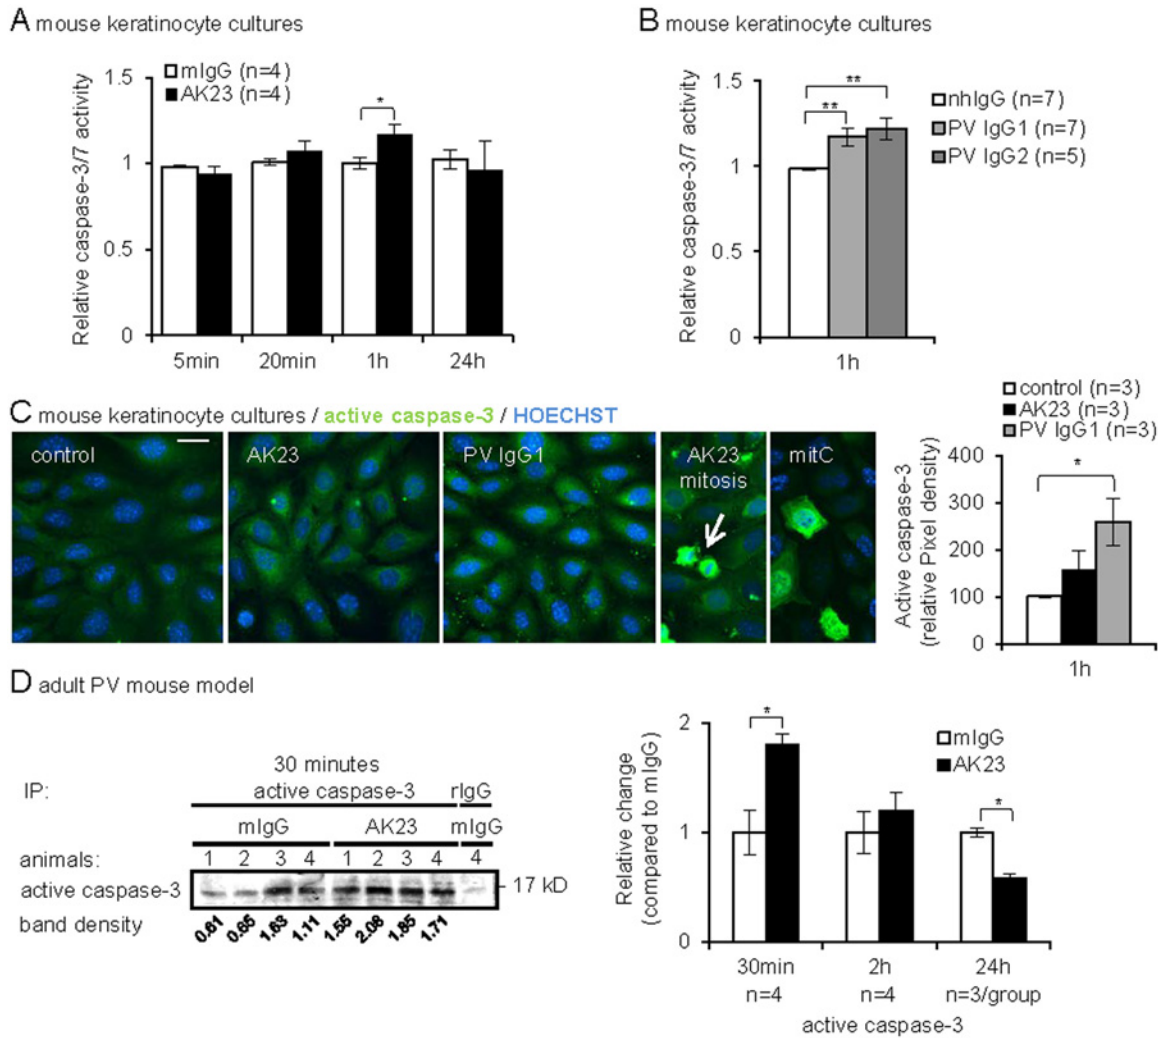 A mouse keratinocyte cultures
Relative caspase-3/7 activity
mIgG (n=4)
AK23 (n=4)
1.5
1
0.5
0
*
5min 20min 1h 24h
B mouse keratinocyte cultures
Relative caspase-3/7 activity
1.5
1
0.5
0
**
**
nhIgG (n=7)
PV IgG1 (n=7)
PV IgG2 (n=5)
1h
C mouse keratinocyte cultures / active caspase-3 / HOECHST
control
AK23
PV IgG1
AK23
mitosis
mitC
control (n=3)
AK23 (n=3)
PV IgG1 (n=3)
Active caspase-3
(relative Pixel density)
400
300
200
100
0
*
1h
D adult PV mouse model
30 minutes
IP: active caspase-3 rIgG
mIgG AK23 mIgG
animals: 1 2 3 4 1 2 3 4 4
active caspase-3 - 17 kD
band density 0.61 0.65 1.63 1.11 1.55 2.08 1.85 1.71
Relative change
(compared to mIgG)
2
1
0
*
*
mIgG
AK23
30min 2h 24h
n=4 n=4 n=3/group
active caspase-3